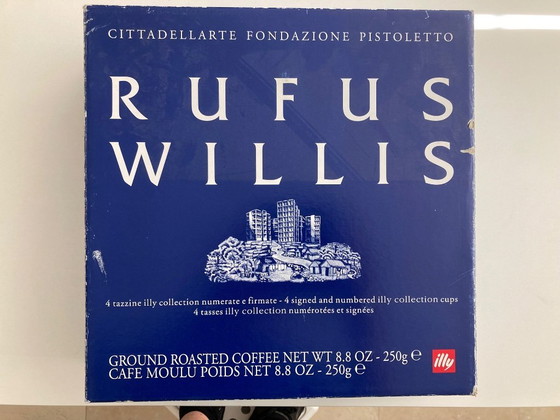 CITTADELLARTE FONDAZIONE PISTOLETTO
RUFUS
WILLIS
4 tazzine illy collection numerate e firmate - 4 signed and numbered illy collection cups
4 tasses illy collection numérotées et signées
GROUND ROASTED COFFEE NET WT 8.8 OZ - 250g ℮
CAFE MOULU POIDS NET 8.8 OZ - 250g ℮
illy